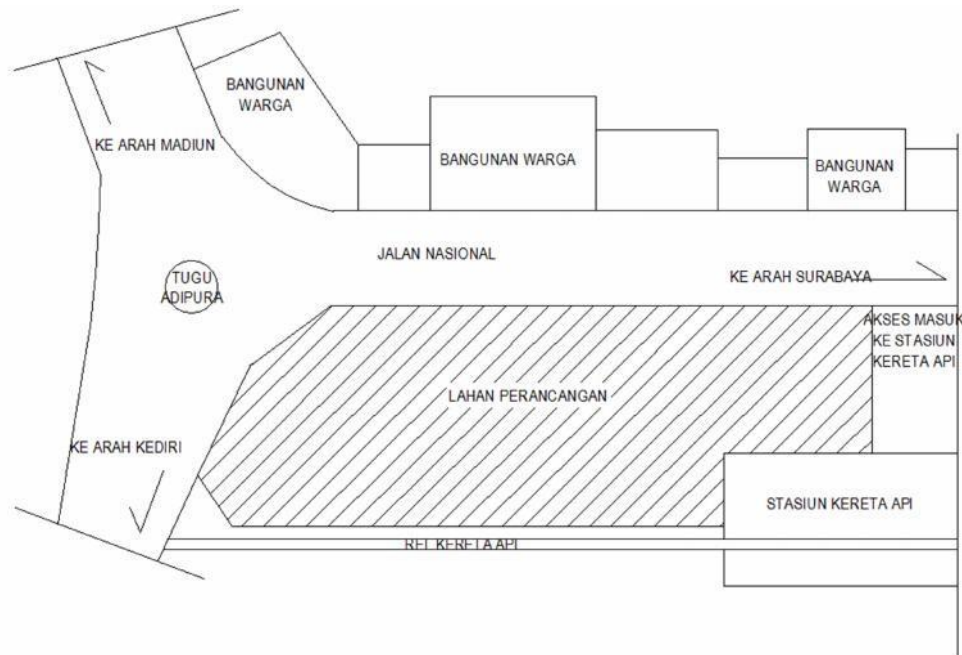 BANGUNAN
WARGA
KE ARAH MADIUN
BANGUNAN WARGA
BANGUNAN
WARGA
JALAN NASIONAL
TUGU
ADIPURA
KE ARAH SURABAYA
AKSES MASUK
KE STASIUN
KERETA API
LAHAN PERANCANGAN
KE ARAH KEDIRI
STASIUN KERETA API
REL KERETA API